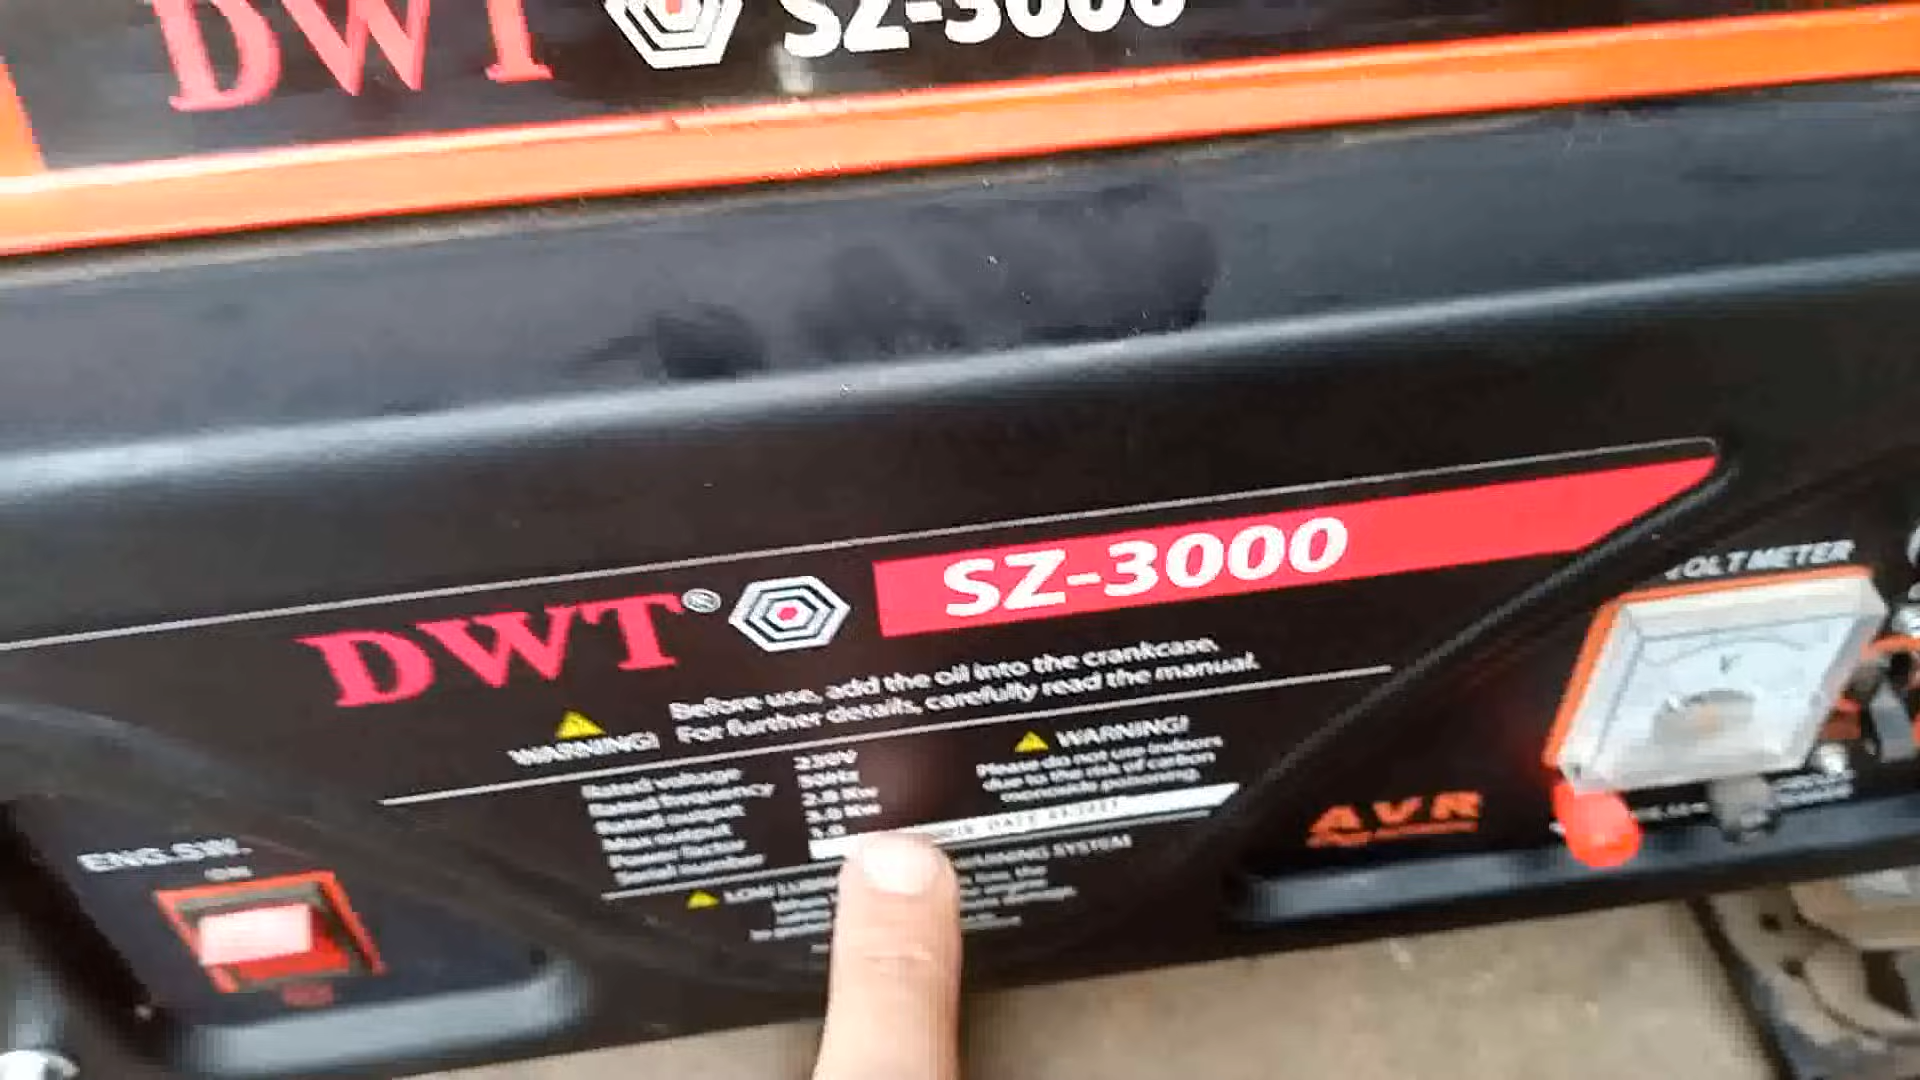 DWT SZ-3000
DWT® SZ-3000
Before use, add the oil into the crankcase.
WARNING! For further details, carefully read the manual.
Rated voltage 230V
Rated frequency 50Hz
Rated output 2.8 Kw
Max output 3.0 Kw
Power factor 1.0
Serial number
WARNING!
Please do not use indoors
due to the risk of carbon
monoxide poisoning.
DATE
WARNING SYSTEM
ENG.SW.
VOLTMETER
AVR